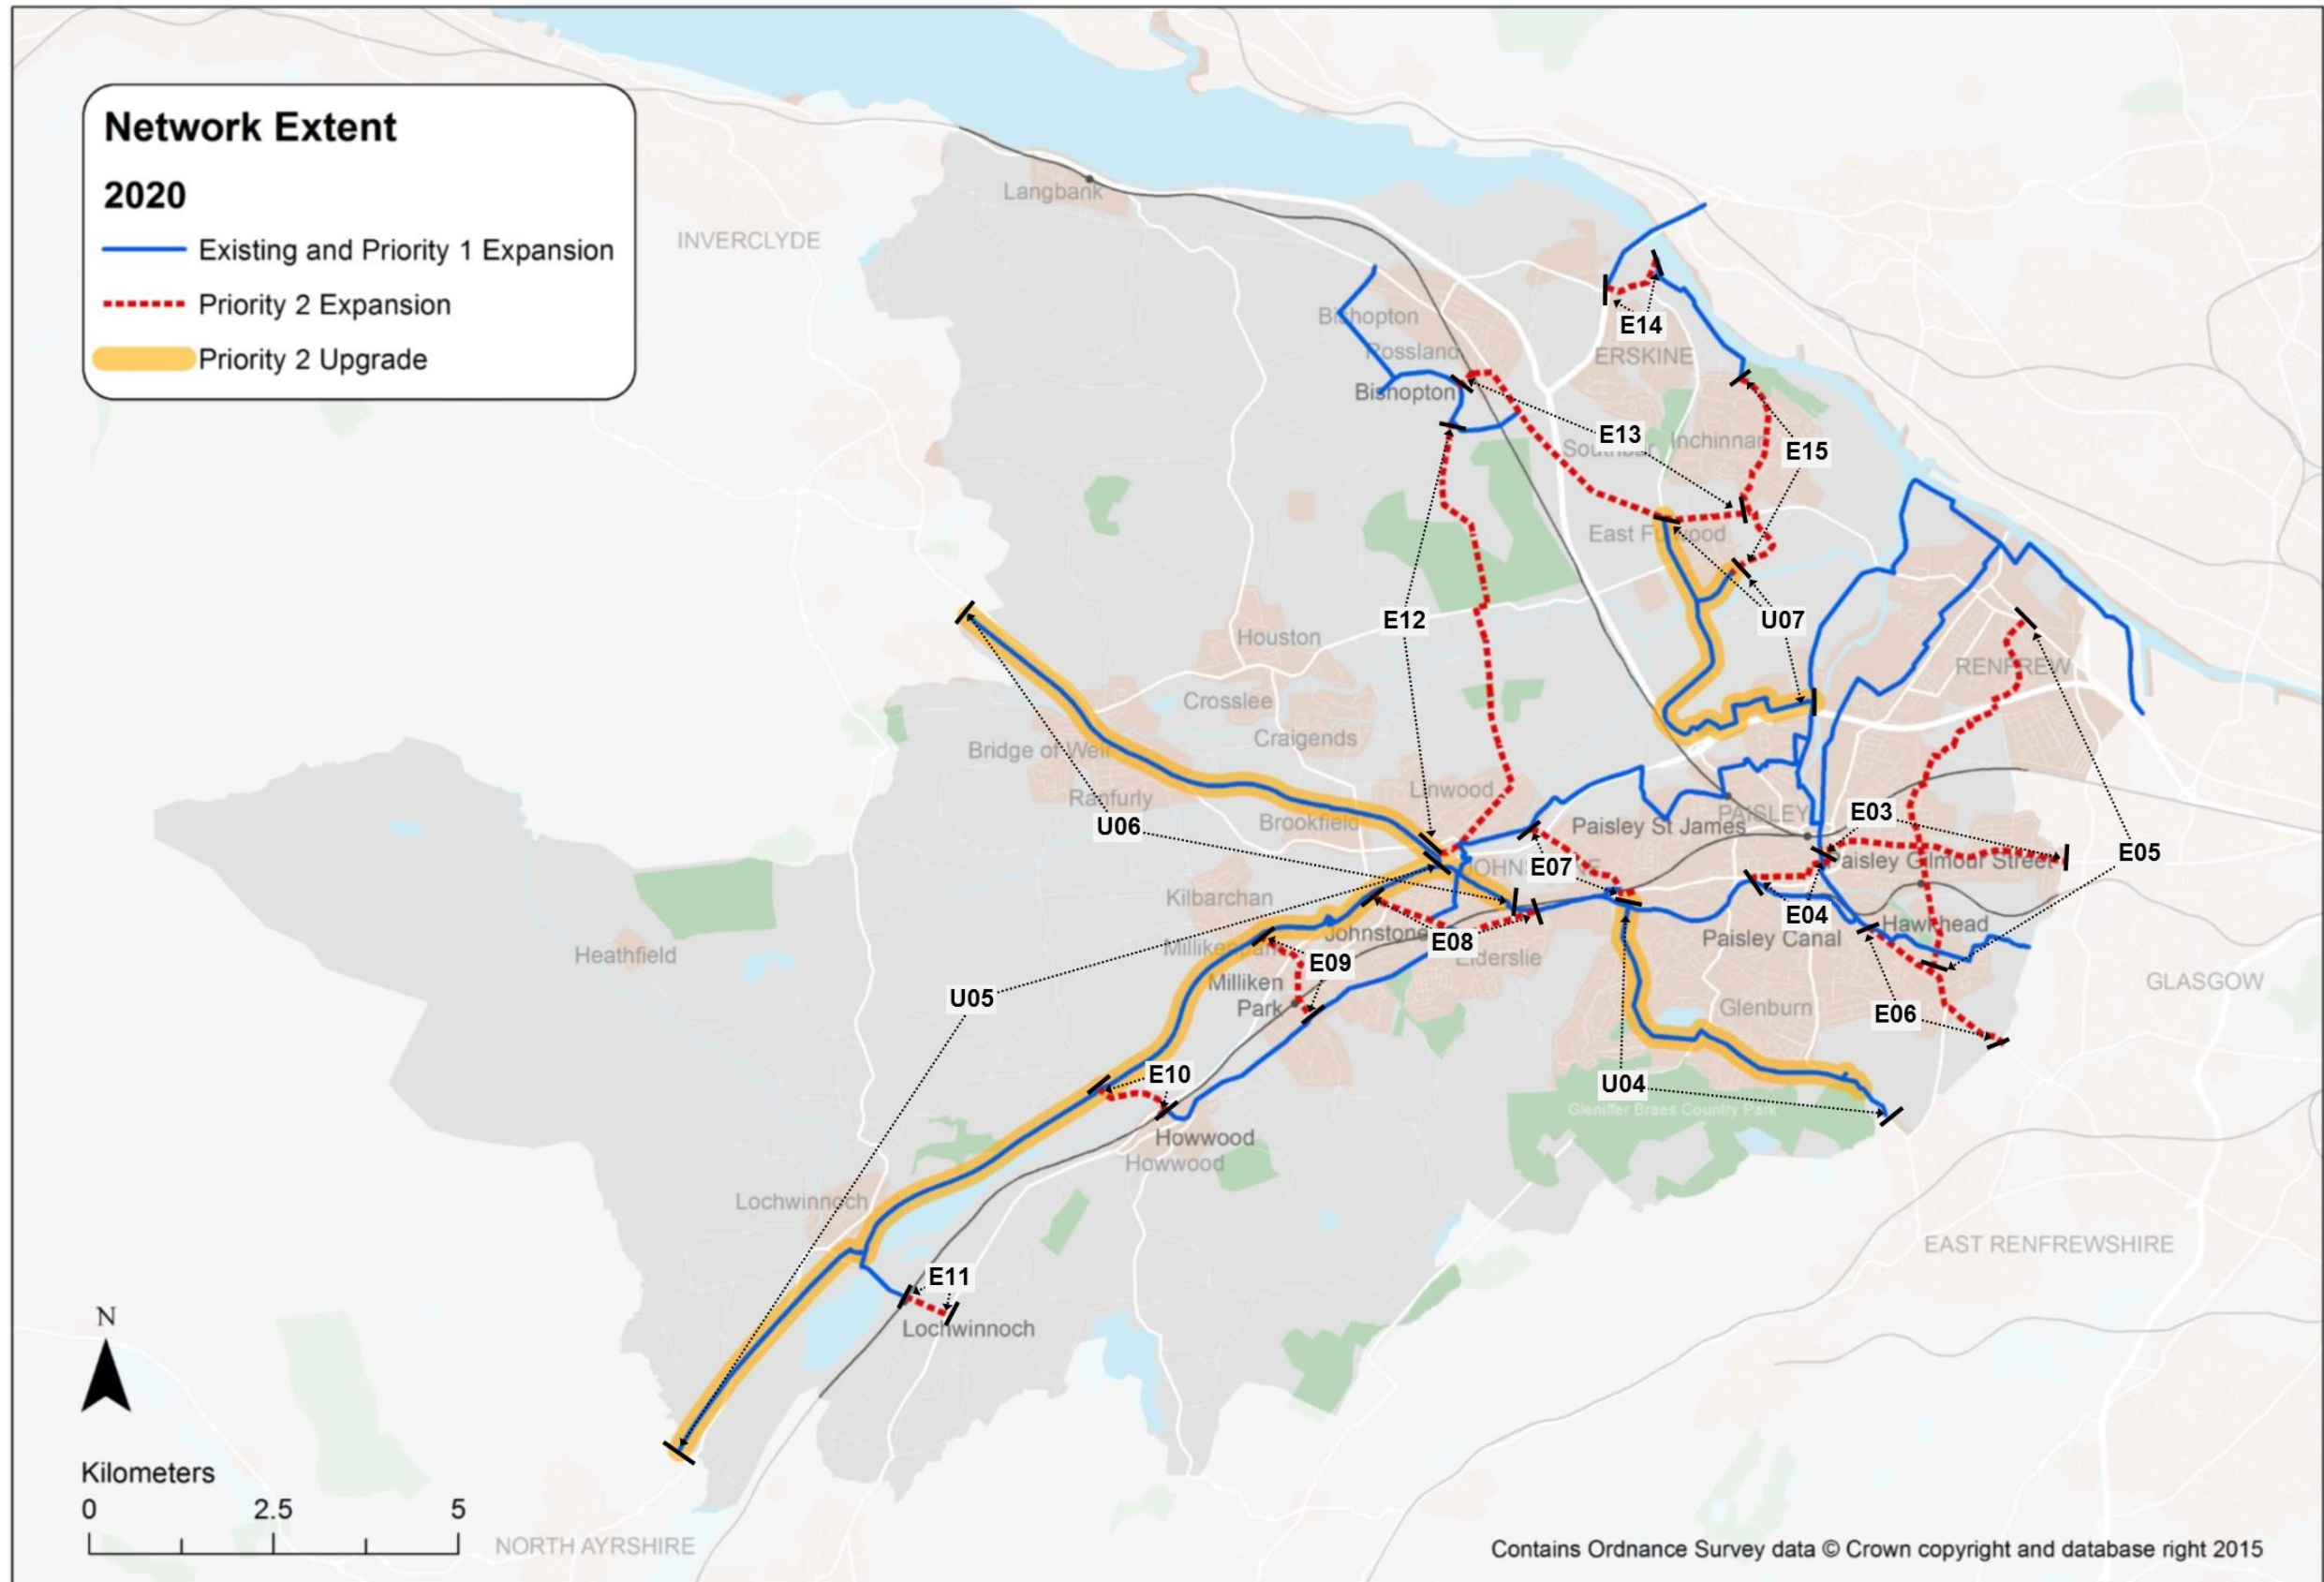 Network Extent
2020
Existing and Priority 1 Expansion
Priority 2 Expansion
Priority 2 Upgrade
Langbank
INVERCLYDE
Bishopton
Rossland
Bishopton
E14
ERSKINE
E13
Inchinnan
E15
East Fulwood
E12
U07
Houston
RENFREW
Crosslee
Craigends
Bridge of Weir
Linwood
Ranfurly
Brookfield
U06
PAISLEY
Paisley St James
E03
E05
Paisley Gilmour Street
E07
JOHNSTONE
Kilbarchan
E04
Hawkhead
Paisley Canal
Johnstone
E08
Elderslie
Millikenpark
E09
Heathfield
Milliken
Park
GLASGOW
U05
Glenburn
E06
E10
U04
Gleniffer Braes Country Park
Howwood
Howwood
Lochwinnoch
EAST RENFREWSHIRE
E11
Lochwinnoch
N
Kilometers
0 2.5 5
NORTH AYRSHIRE
Contains Ordnance Survey data © Crown copyright and database right 2015